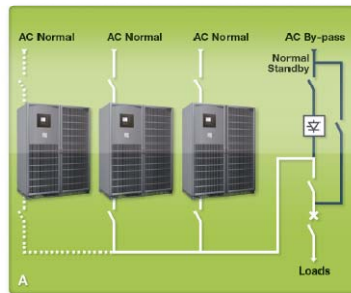 AC Normal
AC Normal
AC Normal
AC By-pass
Normal
Standby
A
Loads